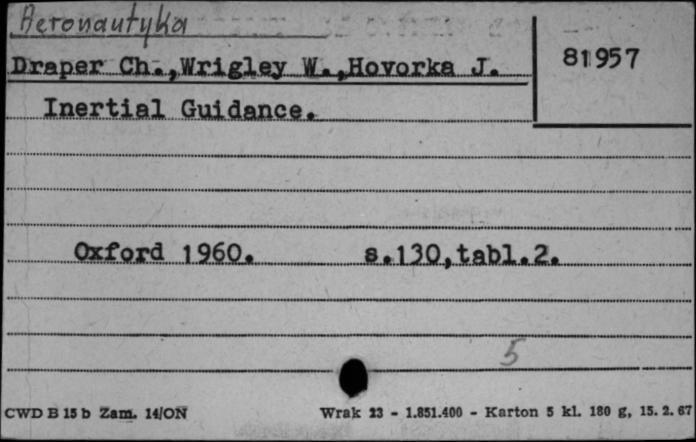 Aeronautyka
81957
Draper Ch.,Wrigley W.,Hovorka J.
Inertial Guidance.
Oxford 1960. s.130,tabl.2.
5
CWD B 15 b Zam. 14/ON Wrak 23 - 1.851.400 - Karton 5 kl. 180 g, 15. 2. 67